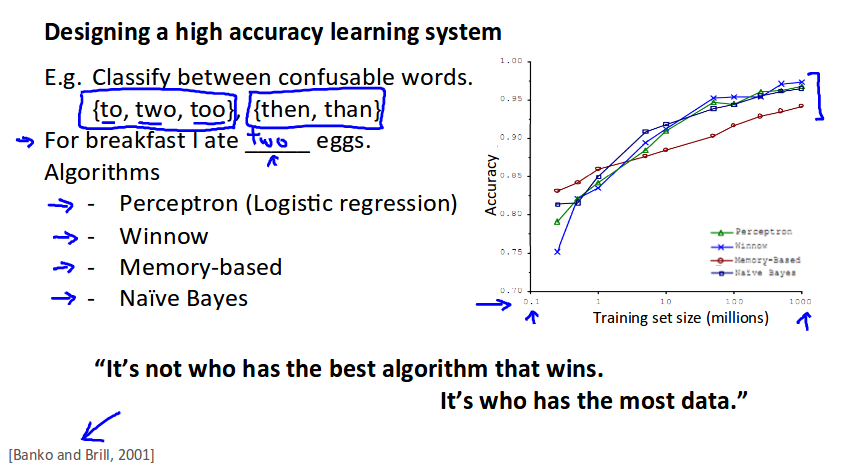 Designing a high accuracy learning system
E.g. Classify between confusable words.
{to, two, too}, {then, than}
For breakfast I ate two eggs.
Algorithms
- Perceptron (Logistic regression)
- Winnow
- Memory-based
- Naïve Bayes
1.00
0.95
0.90
0.85
0.80
0.75
0.70
Accuracy
Perceptron
Winnow
Memory-Based
Naive Bayes
0.1 1 10 100 1000
Training set size (millions)
“It’s not who has the best algorithm that wins.
It’s who has the most data.”
[Banko and Brill, 2001]